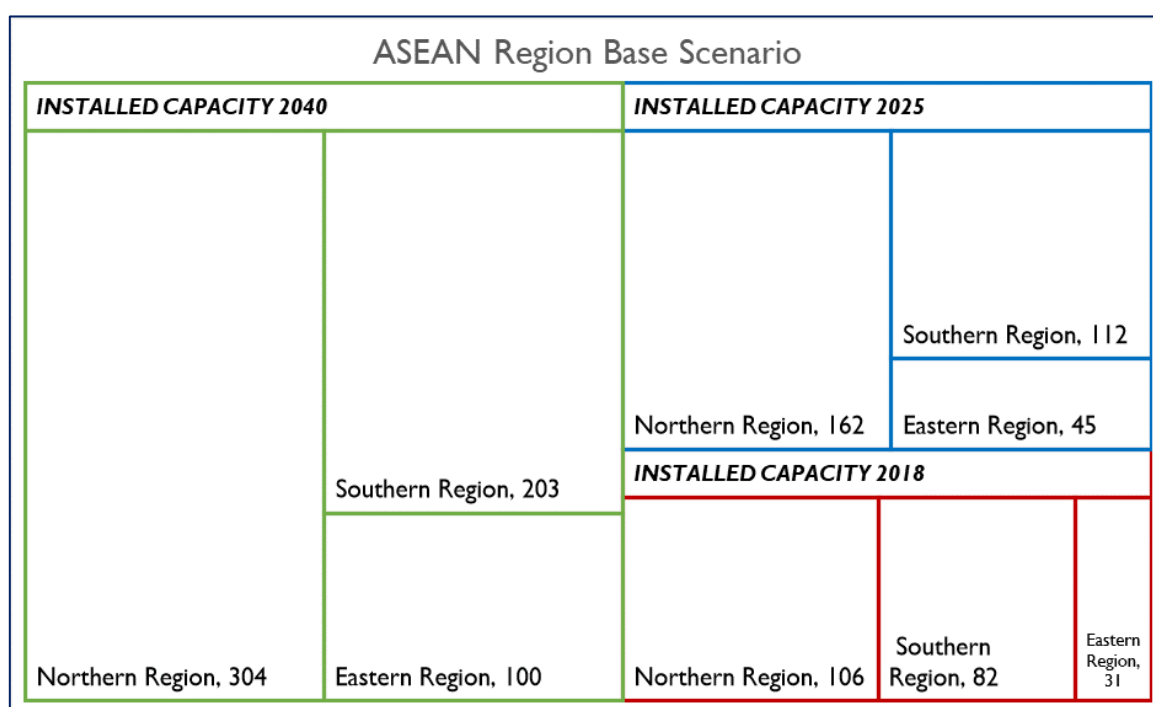 ASEAN Region Base Scenario
INSTALLED CAPACITY 2040
Northern Region, 304
Southern Region, 203
Eastern Region, 100
INSTALLED CAPACITY 2025
Northern Region, 162
Southern Region, 112
Eastern Region, 45
INSTALLED CAPACITY 2018
Northern Region, 106
Southern
Region, 82
Eastern
Region,
31